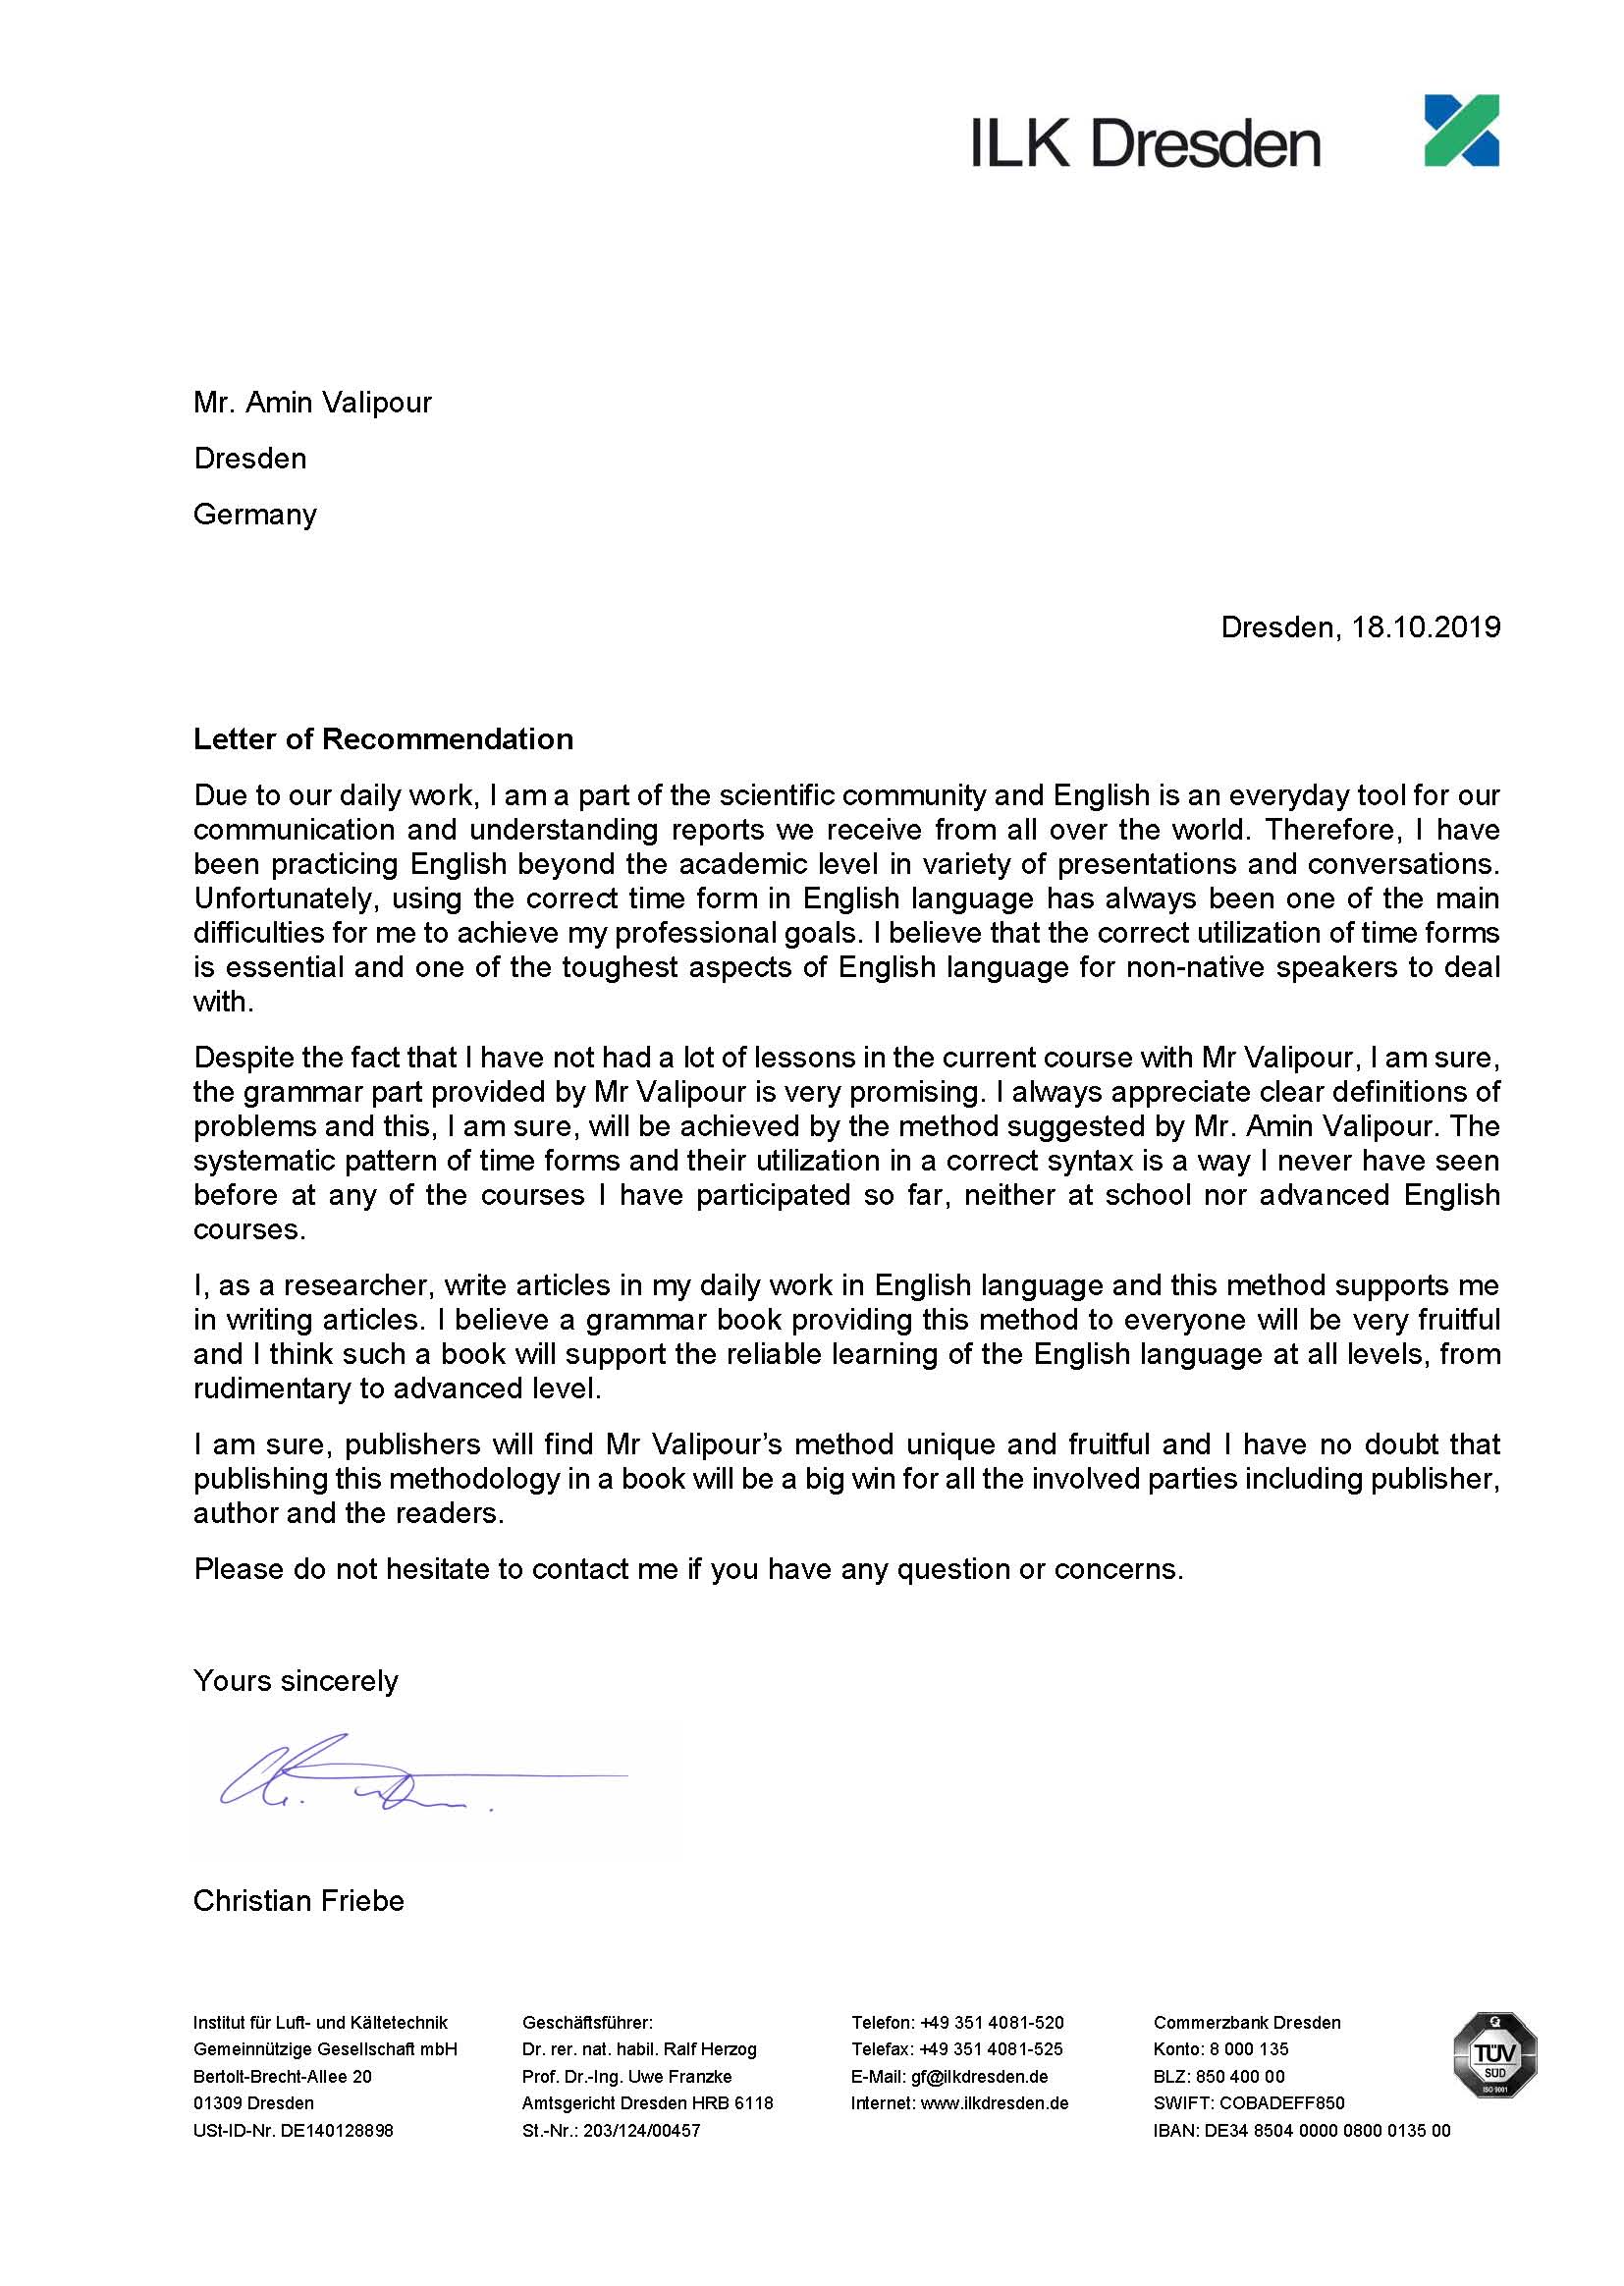 ILK Dresden
Mr. Amin Valipour
Dresden
Germany
Dresden, 18.10.2019
Letter of Recommendation
Due to our daily work, I am a part of the scientific community and English is an everyday tool for our
communication and understanding reports we receive from all over the world. Therefore, I have
been practicing English beyond the academic level in variety of presentations and conversations.
Unfortunately, using the correct time form in English language has always been one of the main
difficulties for me to achieve my professional goals. I believe that the correct utilization of time forms
is essential and one of the toughest aspects of English language for non-native speakers to deal
with.
Despite the fact that I have not had a lot of lessons in the current course with Mr Valipour, I am sure,
the grammar part provided by Mr Valipour is very promising. I always appreciate clear definitions of
problems and this, I am sure, will be achieved by the method suggested by Mr. Amin Valipour. The
systematic pattern of time forms and their utilization in a correct syntax is a way I never have seen
before at any of the courses I have participated so far, neither at school nor advanced English
courses.
I, as a researcher, write articles in my daily work in English language and this method supports me
in writing articles. I believe a grammar book providing this method to everyone will be very fruitful
and I think such a book will support the reliable learning of the English language at all levels, from
rudimentary to advanced level.
I am sure, publishers will find Mr Valipour's method unique and fruitful and I have no doubt that
publishing this methodology in a book will be a big win for all the involved parties including publisher,
author and the readers.
Please do not hesitate to contact me if you have any question or concerns.
Yours sincerely
Christian Friebe
Institut für Luft- und Kältetechnik
Gemeinnützige Gesellschaft mbH
Bertolt-Brecht-Allee 20
01309 Dresden
USt-ID-Nr. DE140128898
Geschäftsführer:
Dr. rer. nat. habil. Ralf Herzog
Prof. Dr.-Ing. Uwe Franzke
Amtsgericht Dresden HRB 6118
St.-Nr.: 203/124/00457
Telefon: +49 351 4081-520
Telefax: +49 351 4081-525
E-Mail: gf@ilkdresden.de
Internet: www.ilkdresden.de
Commerzbank Dresden
Konto: 8 000 135
BLZ: 850 400 00
SWIFT: COBADEFF850
IBAN: DE34 8504 0000 0800 0135 00
TÜV
SÜD
ISO 9001